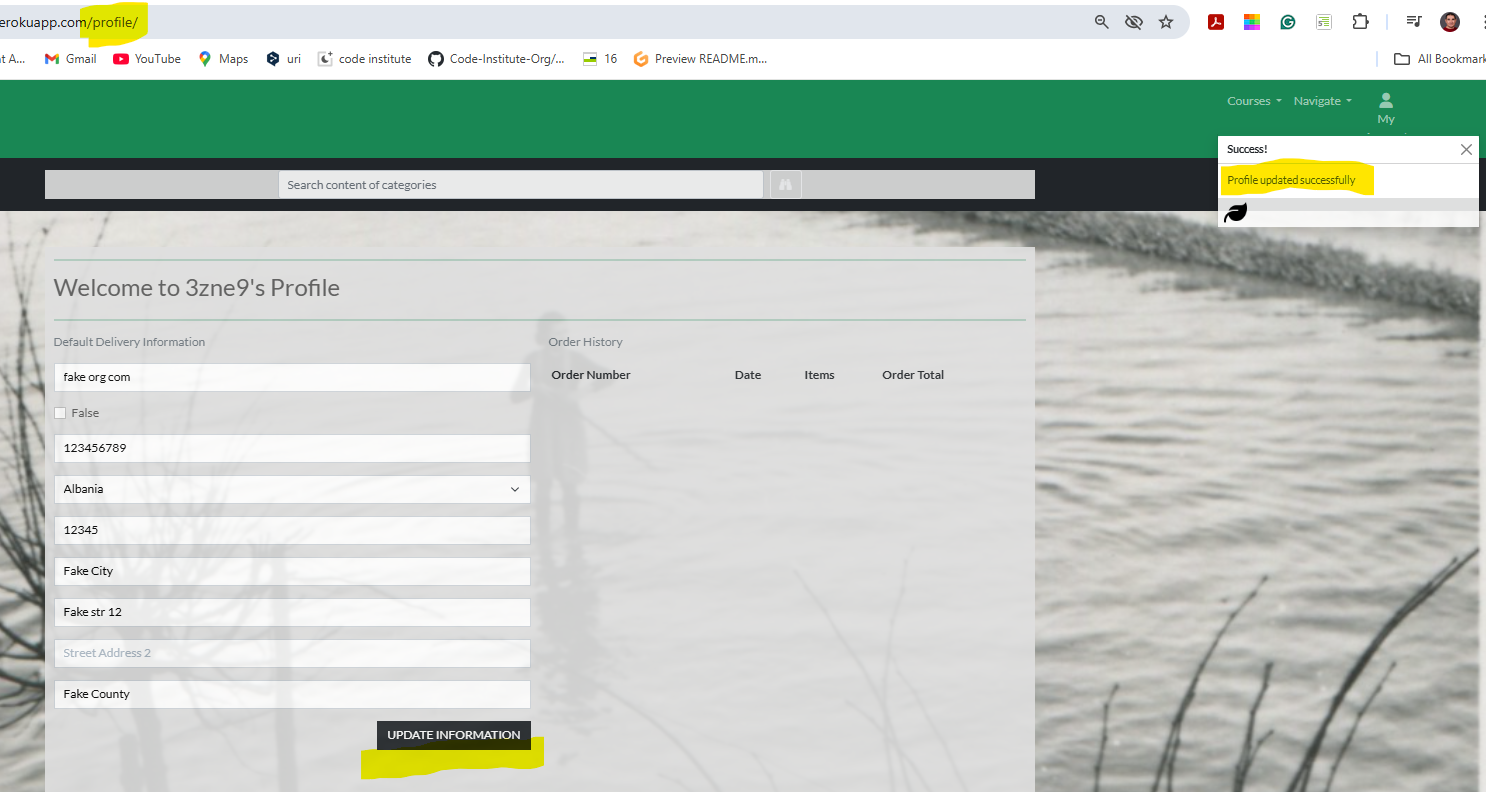 erokuapp.com/profile/
t A...
Gmail
YouTube
Maps
uri
code institute
Code-Institute-Org/...
16
Preview README.m...
All Bookmark
Courses
Navigate
My
Success!
Profile updated successfully
Search content of categories
Welcome to 3zne9's Profile
Default Delivery Information
fake org com
False
123456789
Albania
12345
Fake City
Fake str 12
Street Address 2
Fake County
UPDATE INFORMATION
Order History
Order Number Date Items Order Total